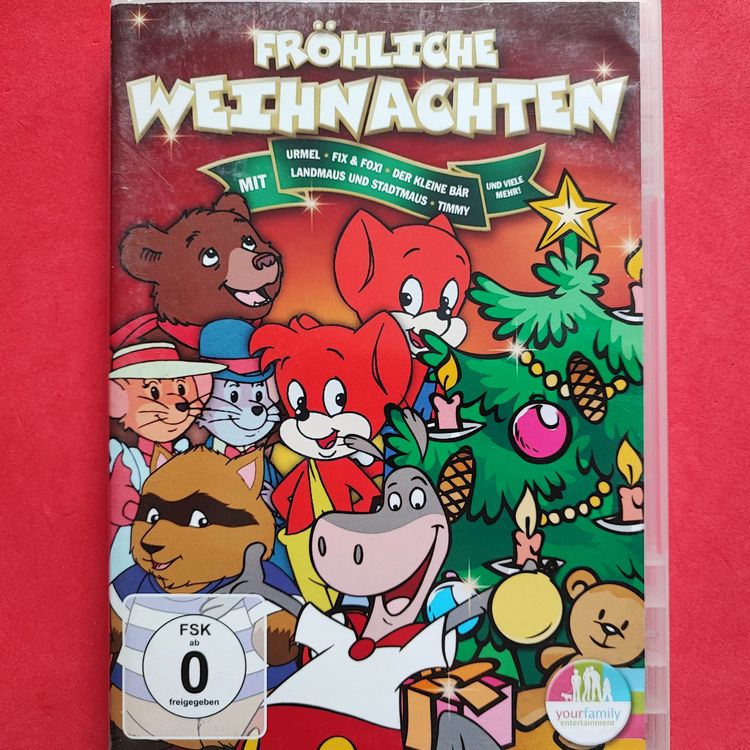 FRÖHLICHE
WEIHNACHTEN
MIT
URMEL * FIX & FOXI * DER KLEINE BÄR
LANDMAUS UND STADTMAUS * TIMMY
UND VIELE
MEHR!
FSK
ab
0
freigegeben
yourfamily
entertainment